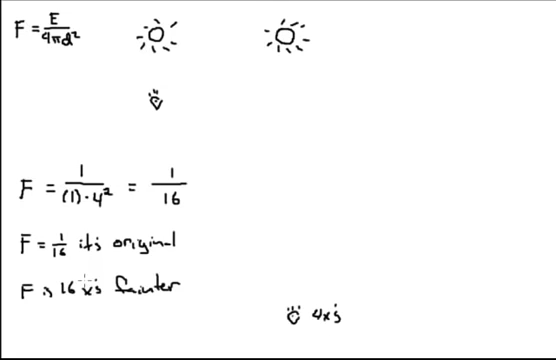 F = E / 4πd²
F = 1 / (1)·4² = 1/16
F = 1/16 its original
F is 16 x's fainter
4x's